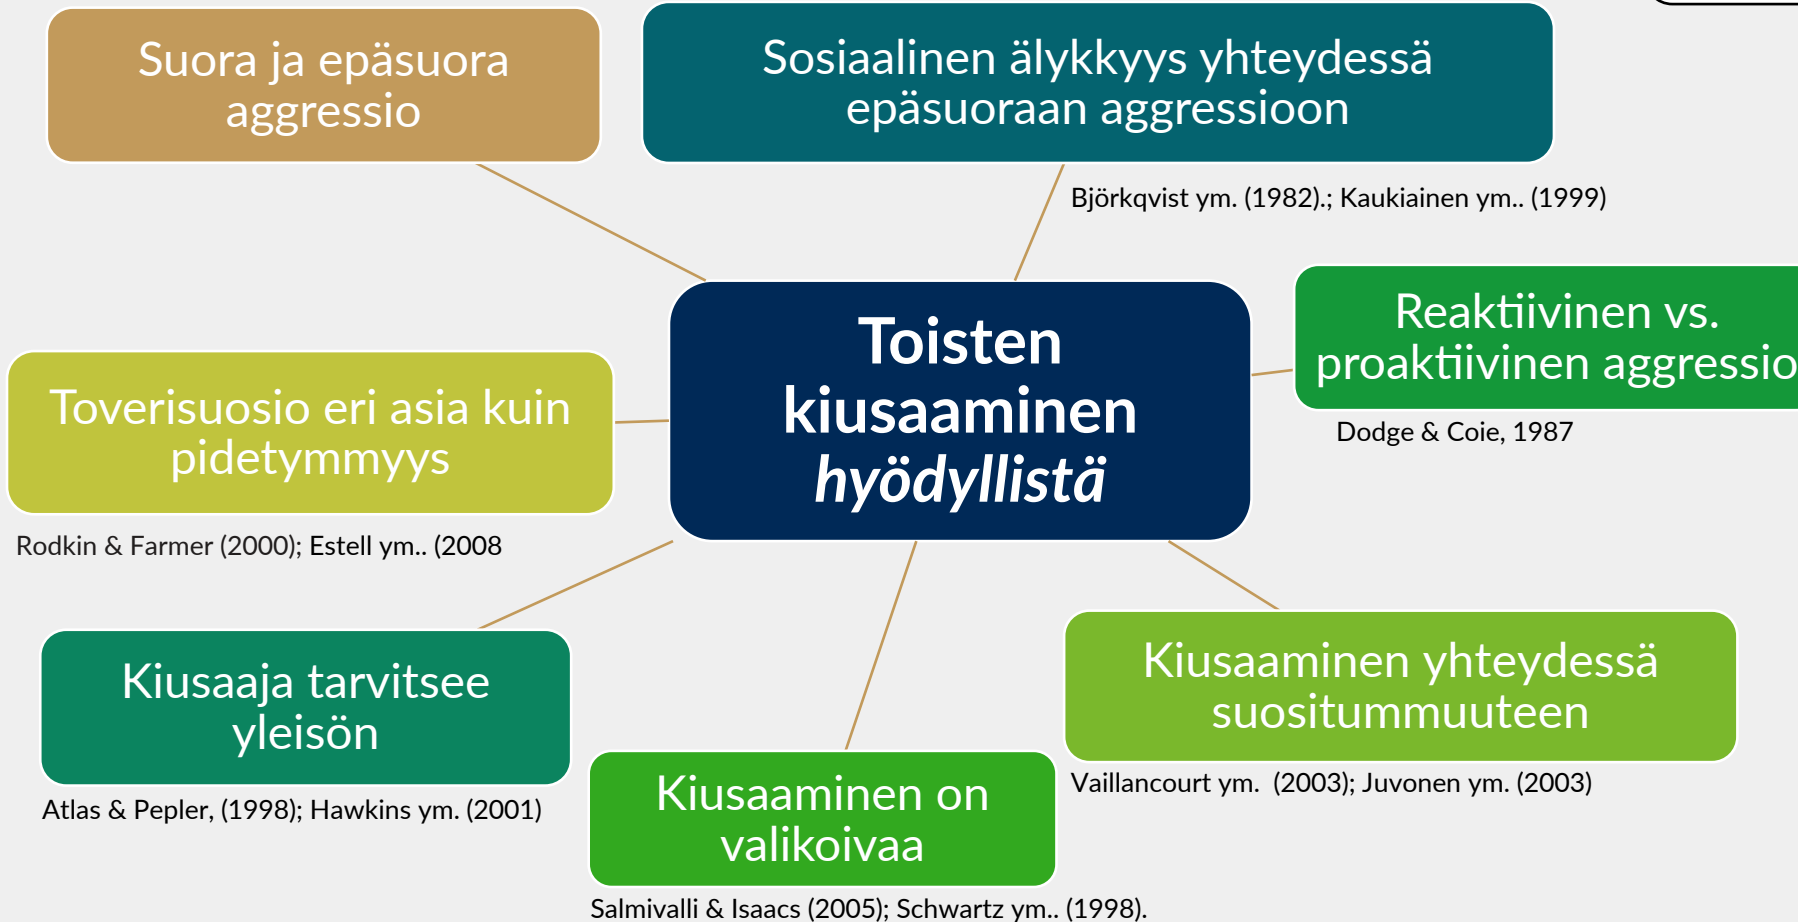 Suora ja epäsuora
aggressio
Sosiaalinen älykkyys yhteydessä
epäsuoraan aggressioon
Björkqvist ym. (1982).; Kaukiainen ym.. (1999)
Toisten
kiusaaminen
hyödyllistä
Reaktiivinen vs.
proaktiivinen aggressio
Dodge & Coie, 1987
Toverisuosio eri asia kuin
pidetymmyys
Rodkin & Farmer (2000); Estell ym.. (2008
Kiusaaja tarvitsee
yleisön
Atlas & Pepler, (1998); Hawkins ym. (2001)
Kiusaaminen yhteydessä
suositummuuteen
Vaillancourt ym.  (2003); Juvonen ym. (2003)
Kiusaaminen on
valikoivaa
Salmivalli & Isaacs (2005); Schwartz ym.. (1998).